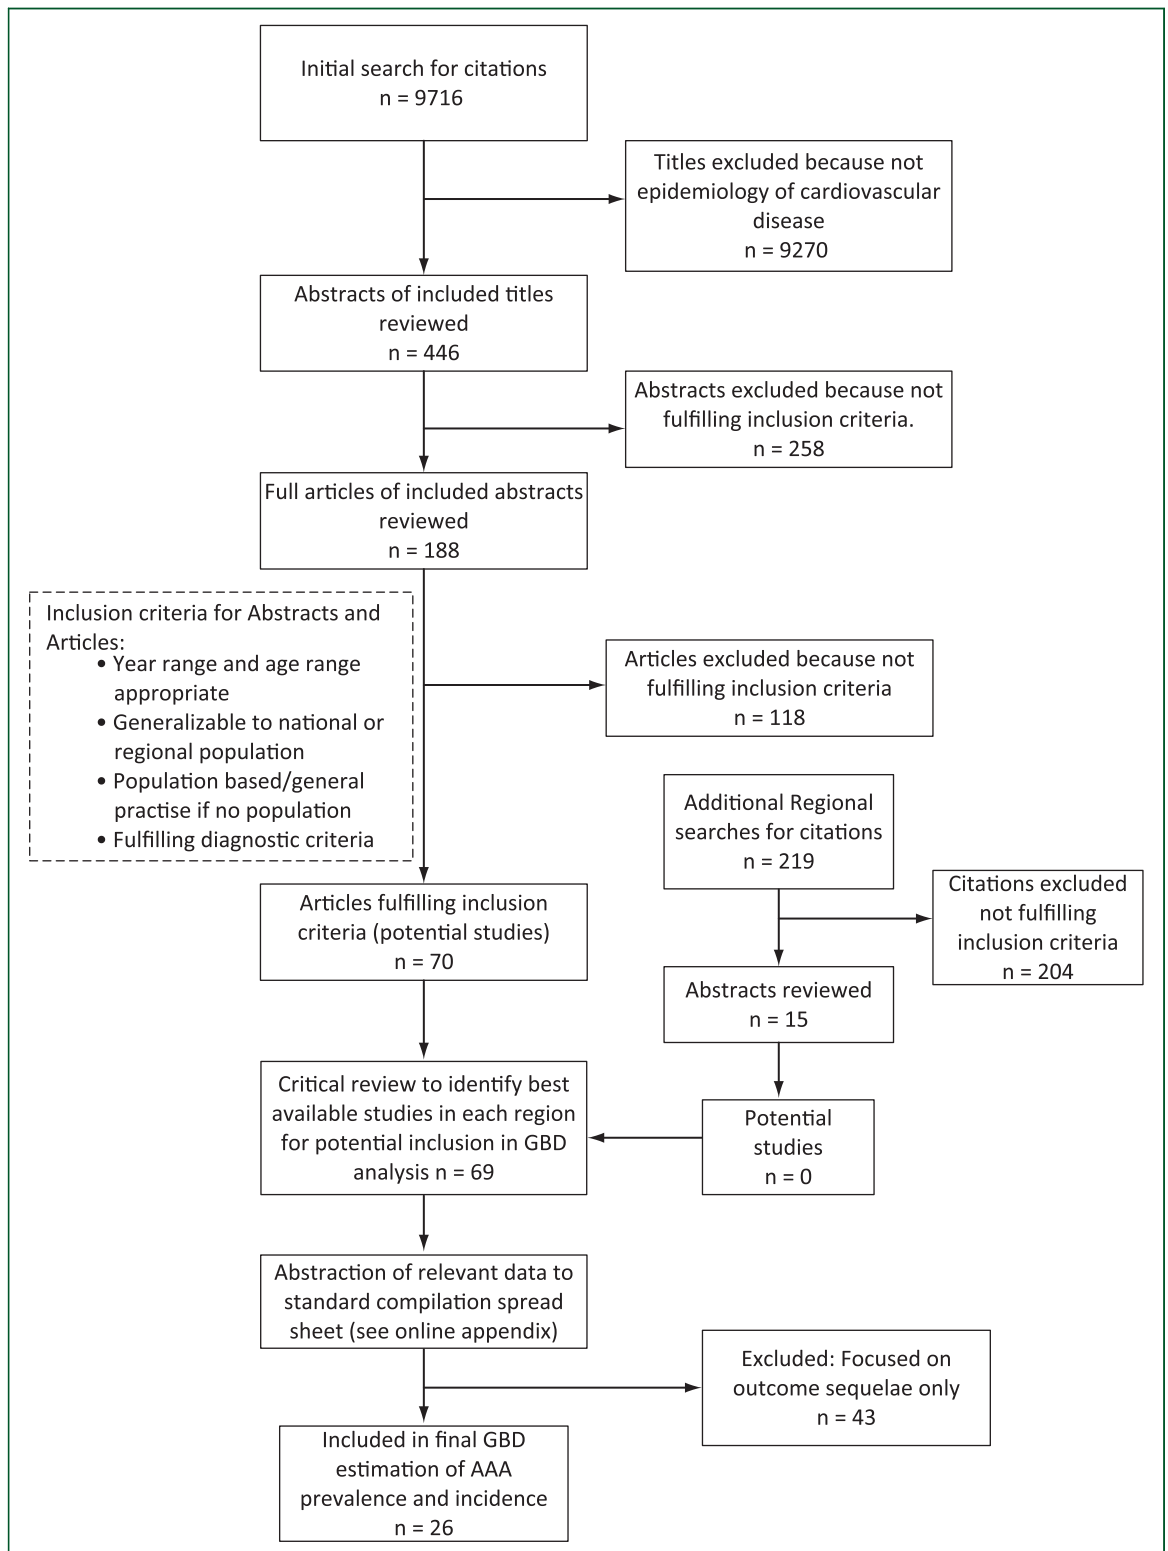 Initial search for citations
n = 9716
Titles excluded because not
epidemiology of cardiovascular
disease
n = 9270
Abstracts of included titles
reviewed
n = 446
Abstracts excluded because not
fulfilling inclusion criteria.
n = 258
Full articles of included abstracts
reviewed
n = 188
Inclusion criteria for Abstracts and
Articles:
• Year range and age range
appropriate
• Generalizable to national or
regional population
• Population based/general
practise if no population
• Fulfilling diagnostic criteria
Articles excluded because not
fulfilling inclusion criteria
n = 118
Additional Regional
searches for citations
n = 219
Citations excluded
not fulfilling
inclusion criteria
n = 204
Articles fulfilling inclusion
criteria (potential studies)
n = 70
Abstracts reviewed
n = 15
Critical review to identify best
available studies in each region
for potential inclusion in GBD
analysis n = 69
Potential
studies
n = 0
Abstraction of relevant data to
standard compilation spread
sheet (see online appendix)
Excluded: Focused on
outcome sequelae only
n = 43
Included in final GBD
estimation of AAA
prevalence and incidence
n = 26